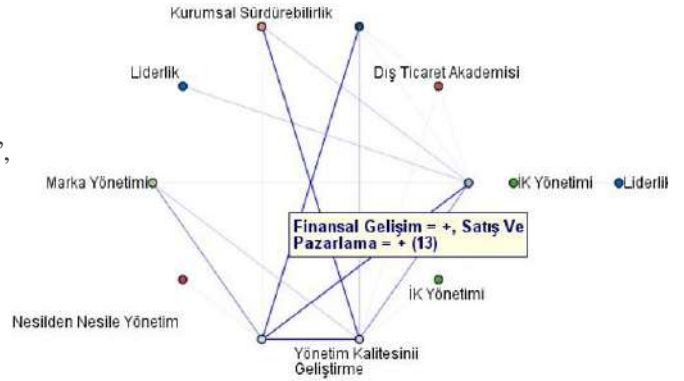 Kurumsal Sürdürebilirlik
Liderlik
Dış Ticaret Akademisi
”,
Marka Yönetimi
İK Yönetimi
Liderlik
Finansal Gelişim = +, Satış Ve
Pazarlama = + (13)
İK Yönetimi
Nesilden Nesile Yönetim
Yönetim Kalitesinii
Geliştirme